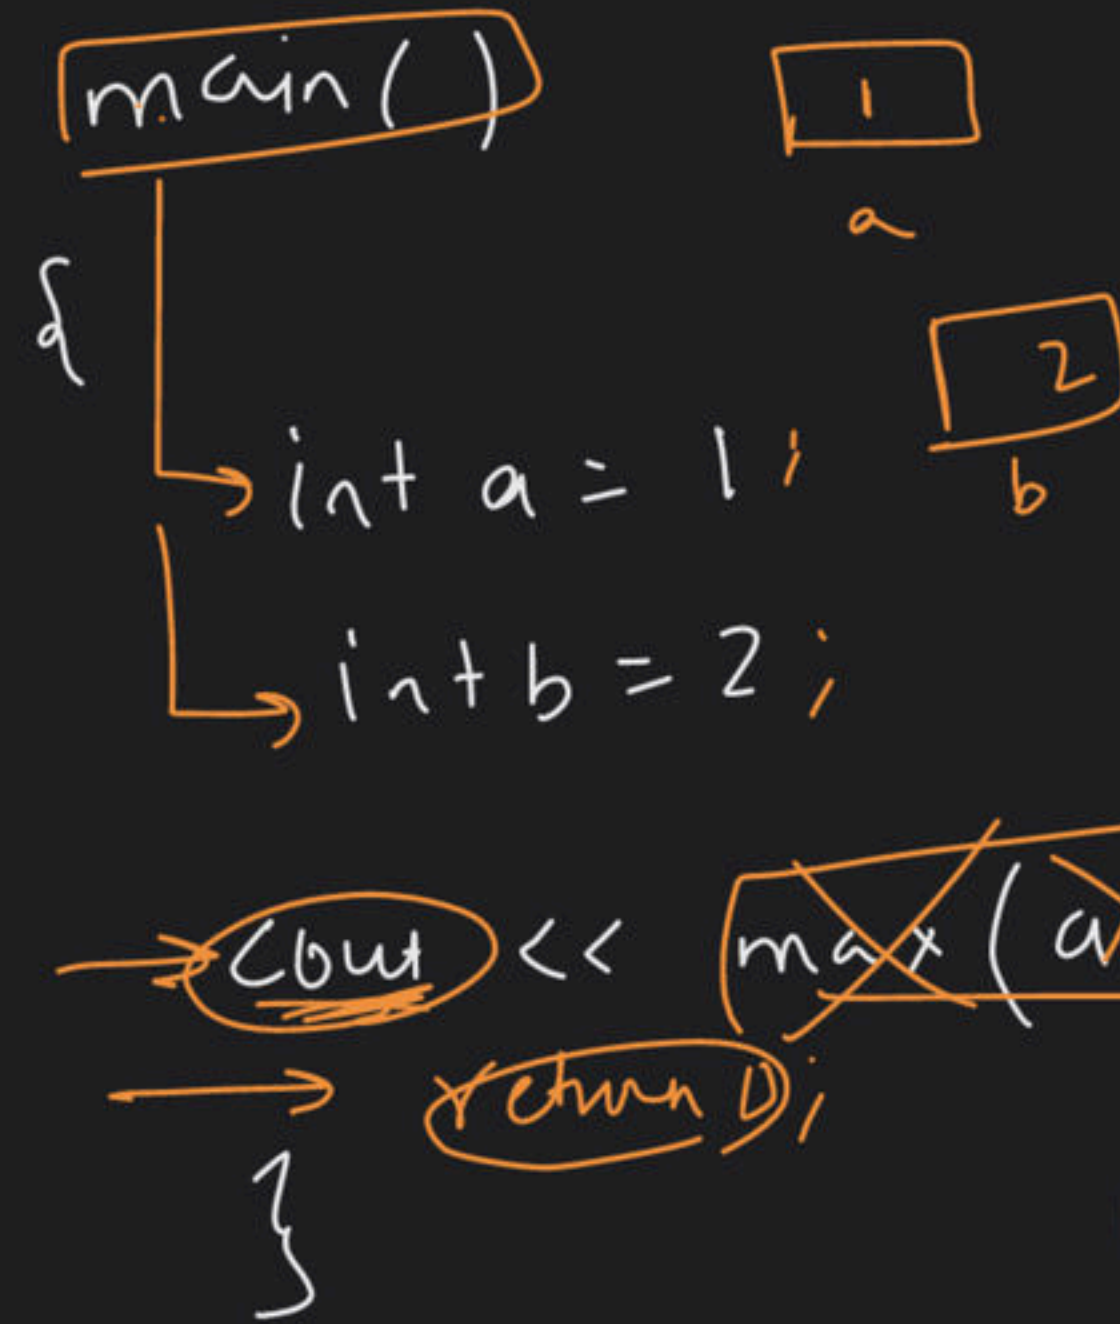 main()
1
a
{
2
b
int a = 1;
int b = 2;
cout << max(a
return 0;
}